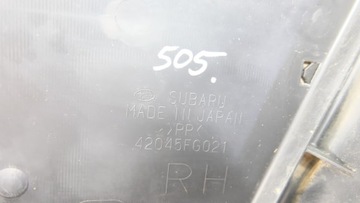 505.
SUBARU
MADE IN JAPAN
>PP<
42045FG021
RH